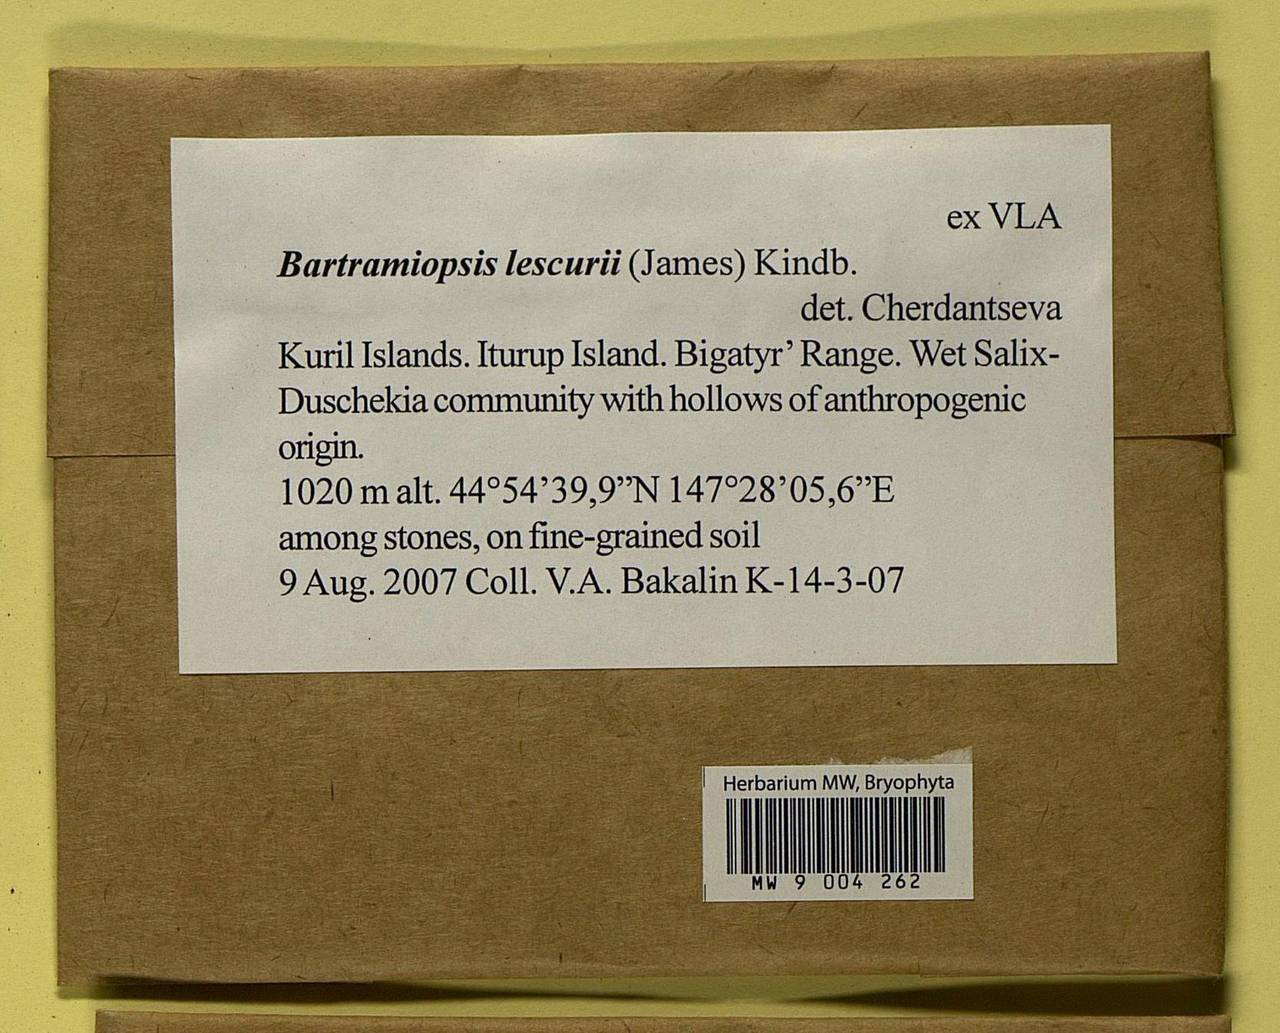 ex VLA
Bartramiopsis lescurii (James) Kindb.
det. Cherdantseva
Kuril Islands. Iturup Island. Bigatyr’ Range. Wet Salix-
Duschekia community with hollows of anthropogenic
origin.
1020 m alt. 44°54’39,9”N 147°28’05,6”E
among stones, on fine-grained soil
9 Aug. 2007 Coll. V.A. Bakalin K-14-3-07
Herbarium MW, Bryophyta
MW 9 004 262